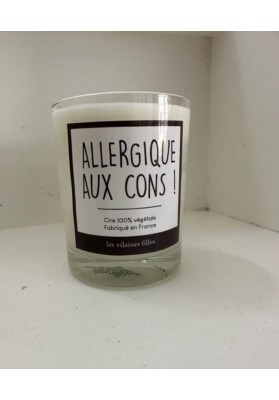 ALLERGIQUE
AUX CONS !
Cire 100% végétale
Fabriqué en France
les vilaines filles